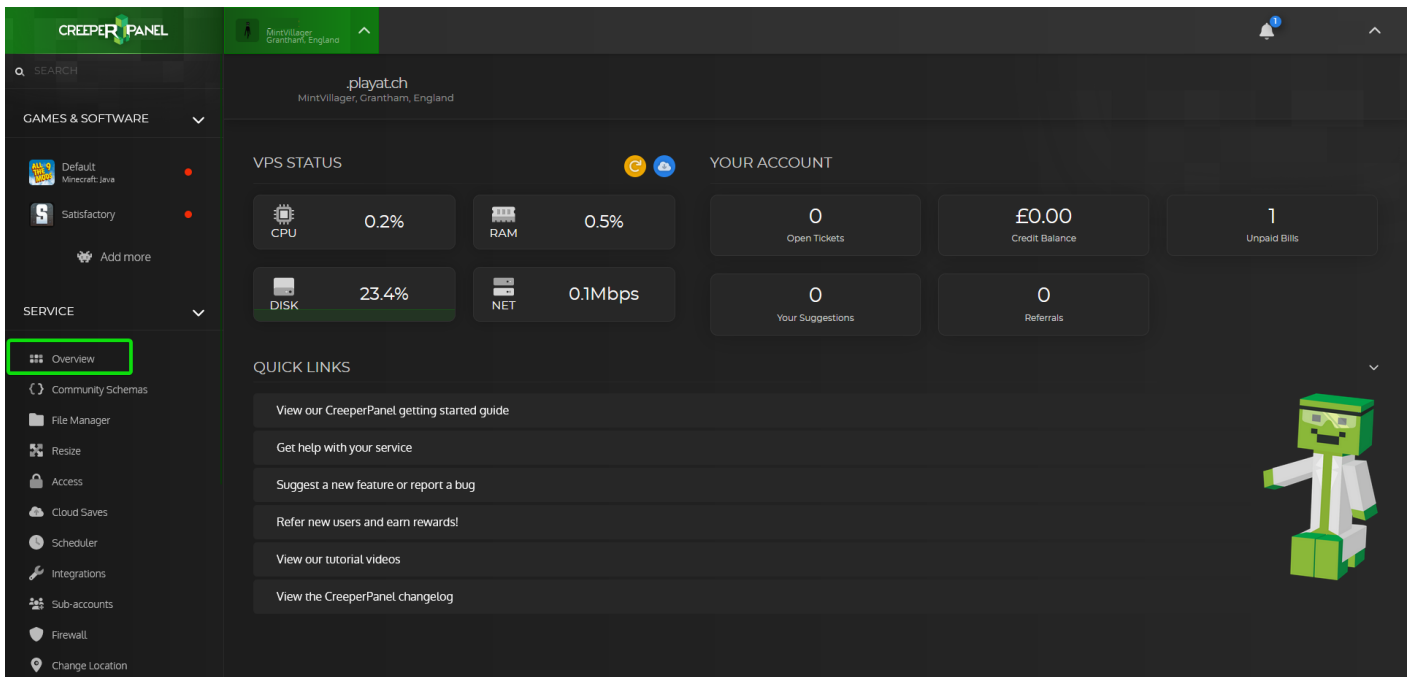 CREEPER PANEL
MintVillager
Grantham, England
1
SEARCH
.playat.ch
MintVillager, Grantham, England
GAMES & SOFTWARE
ALL THE MODS 9
Default
Minecraft: Java
S
Satisfactory
Add more
SERVICE
Overview
Community Schemas
File Manager
Resize
Access
Cloud Saves
Scheduler
Integrations
Sub-accounts
Firewall
Change Location
VPS STATUS
CPU
0.2%
RAM
0.5%
DISK
23.4%
NET
0.1Mbps
YOUR ACCOUNT
0
Open Tickets
£0.00
Credit Balance
1
Unpaid Bills
0
Your Suggestions
0
Referrals
QUICK LINKS
View our CreeperPanel getting started guide
Get help with your service
Suggest a new feature or report a bug
Refer new users and earn rewards!
View our tutorial videos
View the CreeperPanel changelog